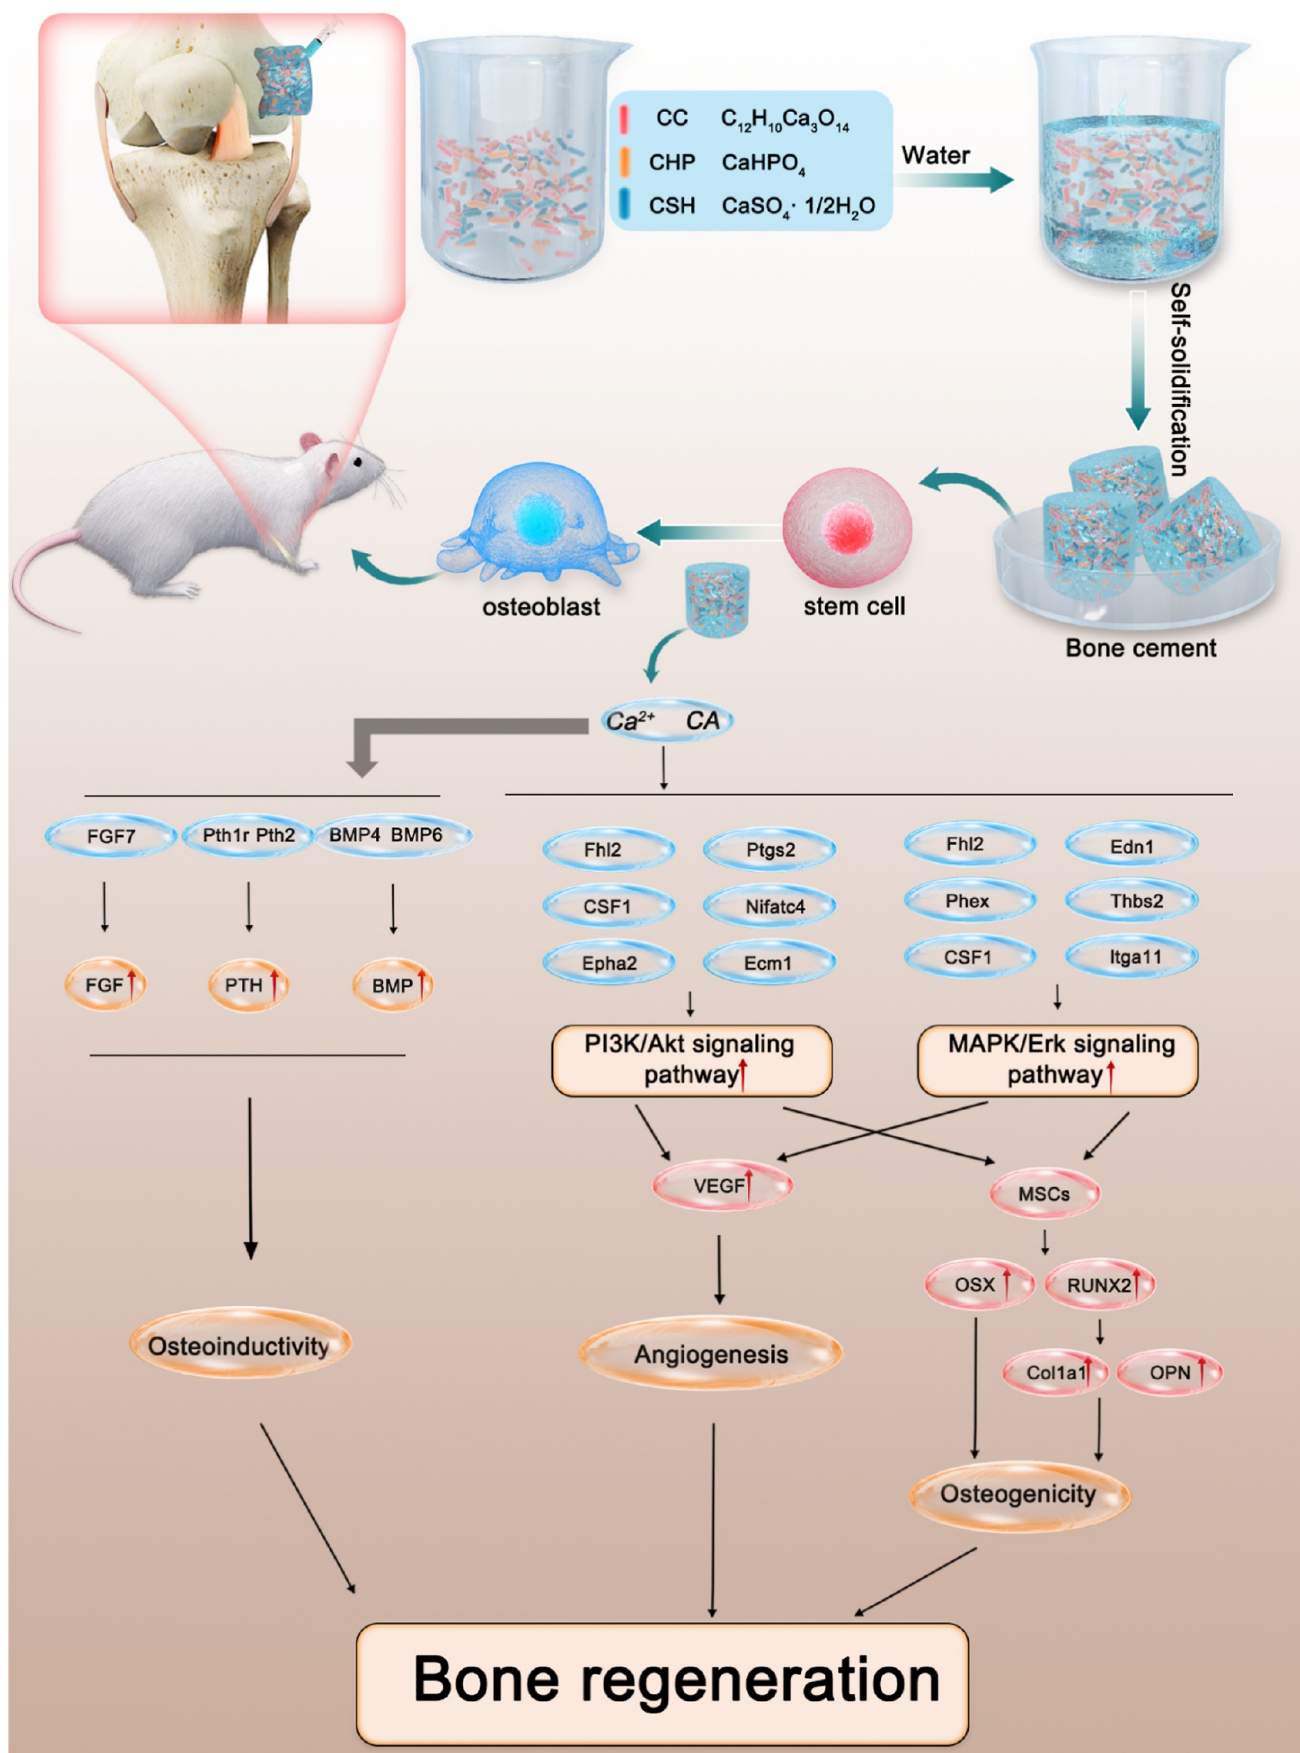 CC C₁₂H₁₀Ca₃O₁₄
CHP CaHPO₄
CSH CaSO₄· 1/2H₂O
Water
Self-solidification
osteoblast
stem cell
Bone cement
Ca²⁺ CA
FGF7
Pth1r Pth2
BMP4 BMP6
FGF
PTH
BMP
Fhl2
Ptgs2
CSF1
Nifatc4
Epha2
Ecm1
Fhl2
Edn1
Phex
Thbs2
CSF1
Itga11
PI3K/Akt signaling
pathway
MAPK/Erk signaling
pathway
VEGF
MSCs
OSX
RUNX2
Col1a1
OPN
Osteoinductivity
Angiogenesis
Osteogenicity
Bone regeneration